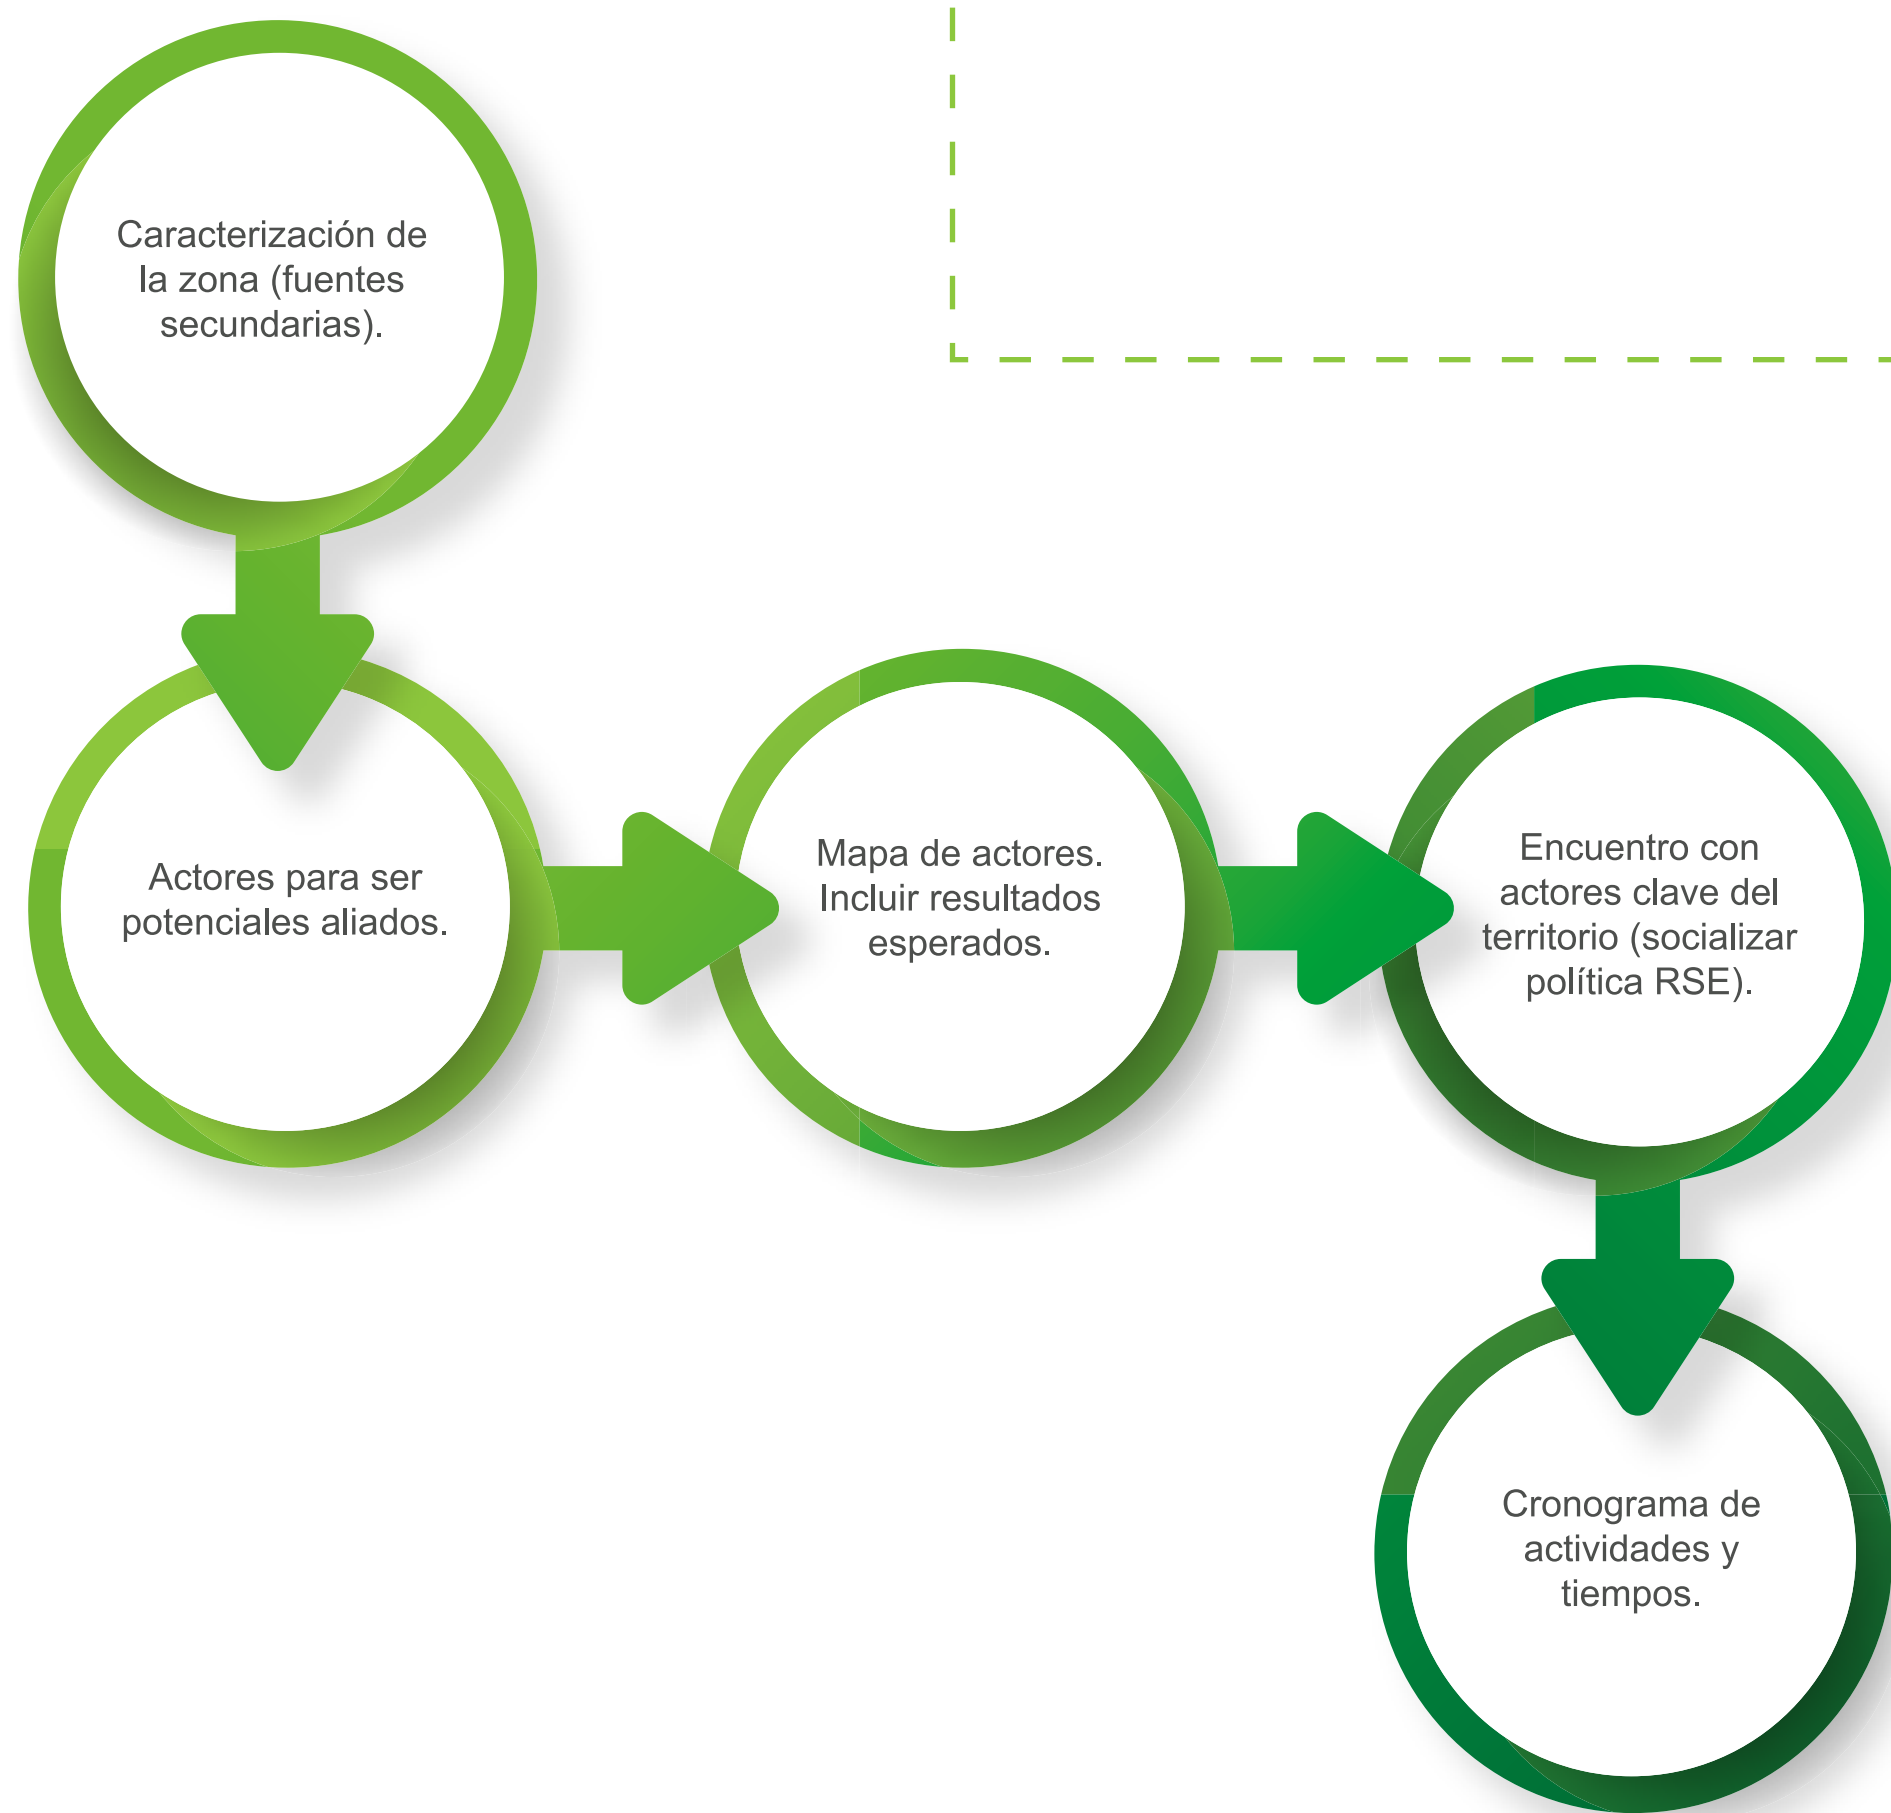 Caracterización de
la zona (fuentes
secundarias).
Actores para ser
potenciales aliados.
Mapa de actores.
Incluir resultados
esperados.
Encuentro con
actores clave del
territorio (socializar
política RSE).
Cronograma de
actividades y
tiempos.